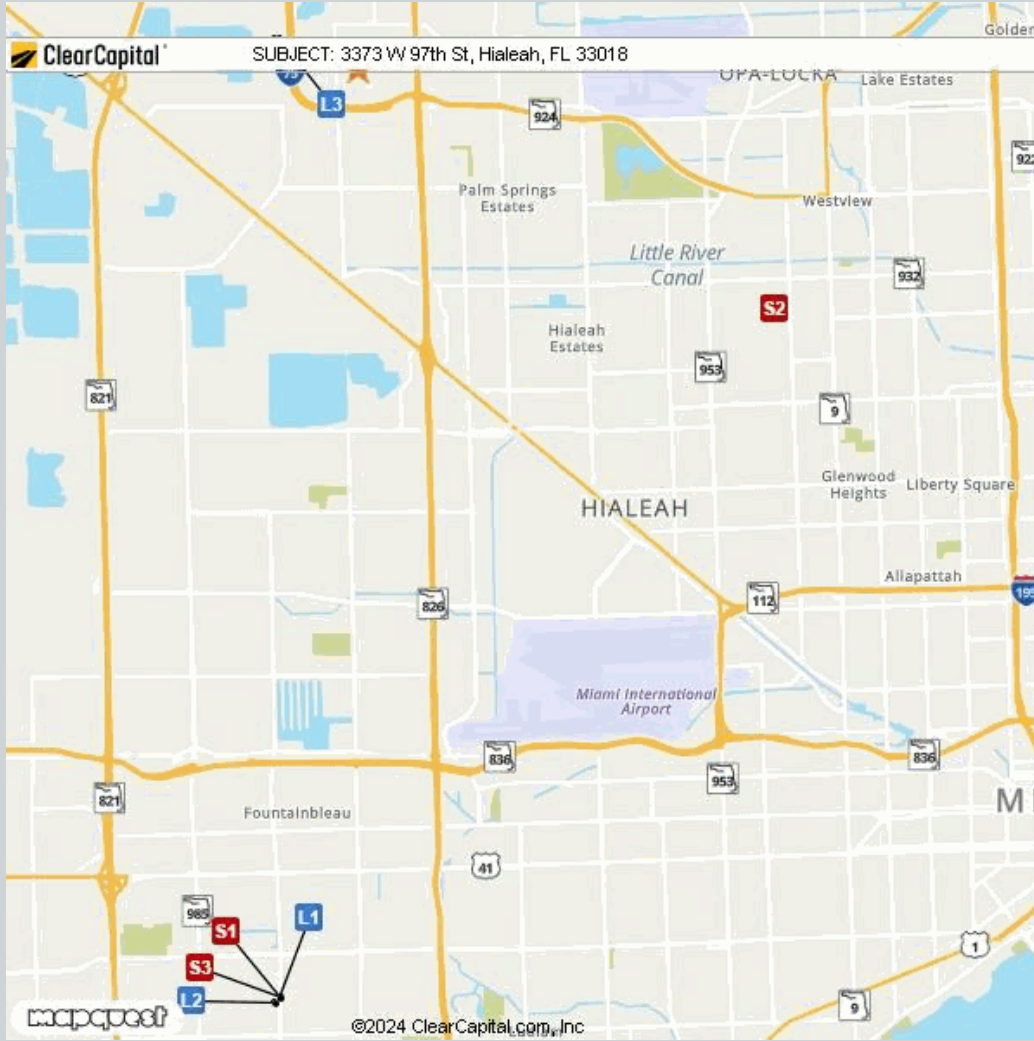 Golden
ClearCapital
SUBJECT: 3373 W 97th St, Hialeah, FL 33018
75
OPA-LOCKA
Lake Estates
L3
924
922
Palm Springs
Estates
Westview
Little River
Canal
932
S2
Hialeah
Estates
953
821
9
Glenwood
Heights
Liberty Square
HIALEAH
Allapattah
112
195
826
Miami International
Airport
836
836
953
821
Fountainbleau
M
41
985
L1
S1
1
S3
L2
9
mapquest
©2024 ClearCapital.com, Inc